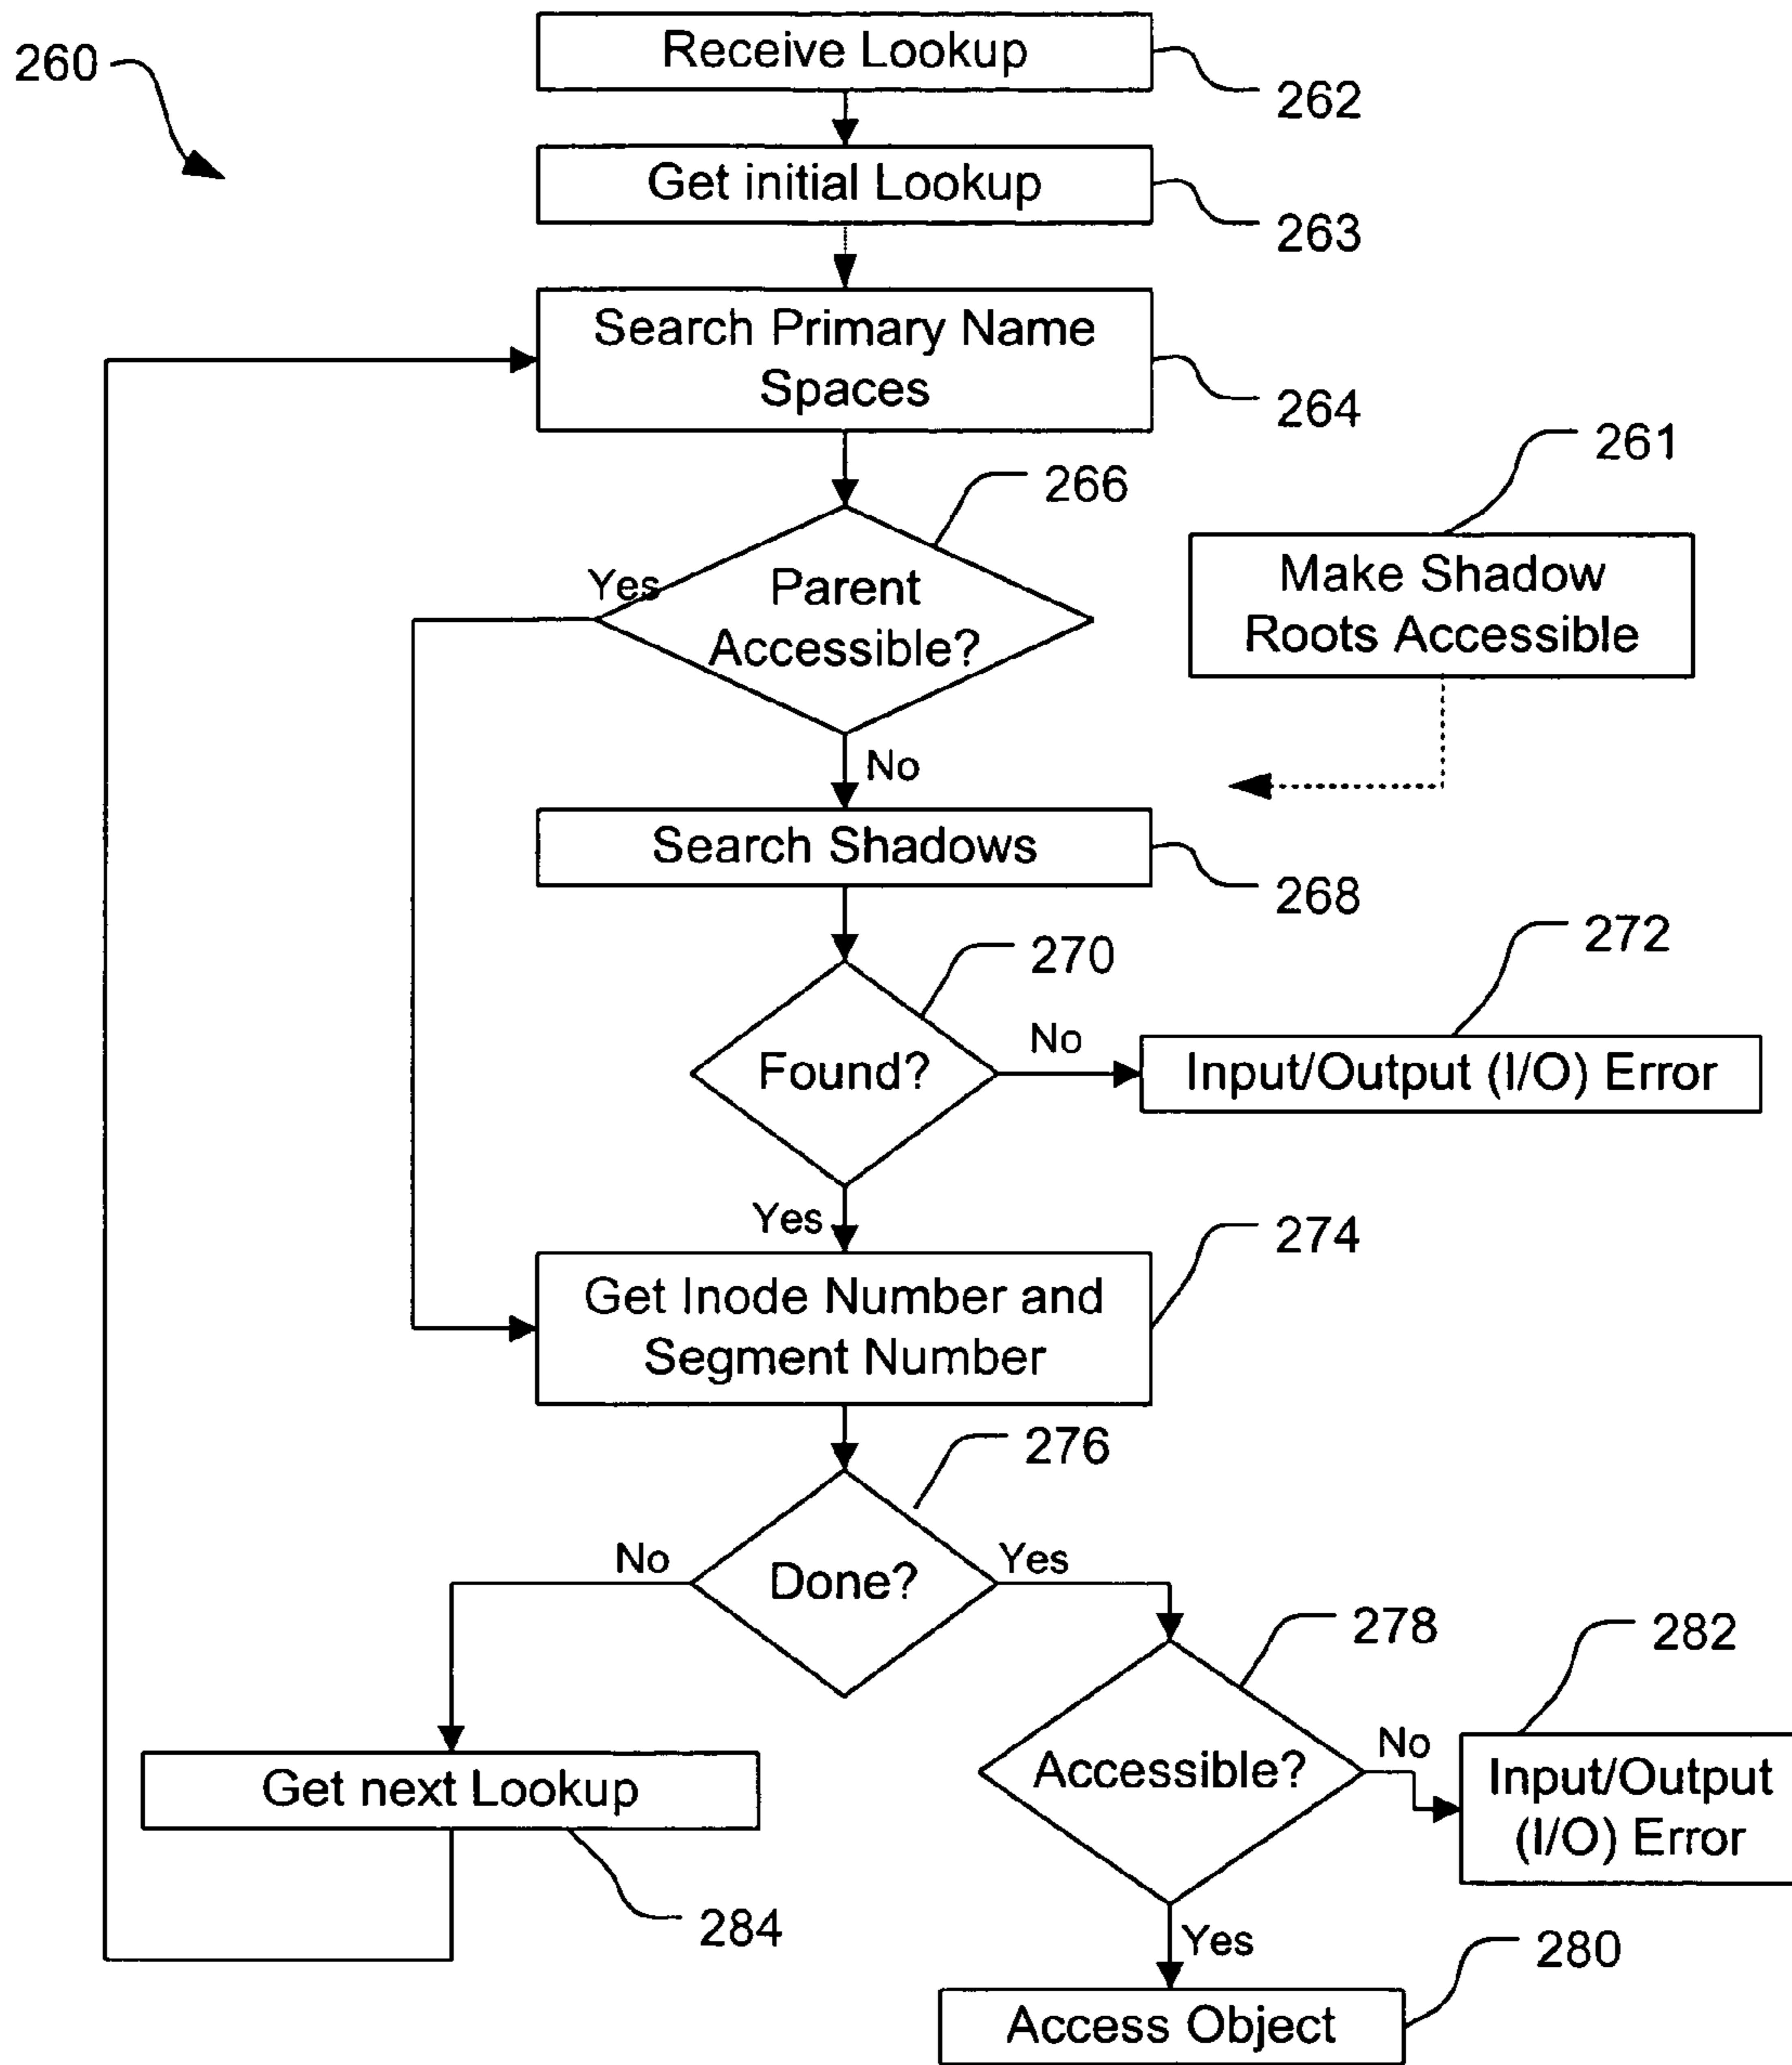 Receive Lookup
260
262
Get initial Lookup
263
Search Primary Name
Spaces
264
261
266
Make Shadow
Roots Accessible
Yes
Parent
Accessible?
No
Search Shadows
268
272
270
No
Found?
Input/Output (I/O) Error
Yes
274
Get Inode Number and
Segment Number
276
No
Yes
Done?
278
282
Accessible?
No
Input/Output
(I/O) Error
Get next Lookup
284
Yes
280
Access Object